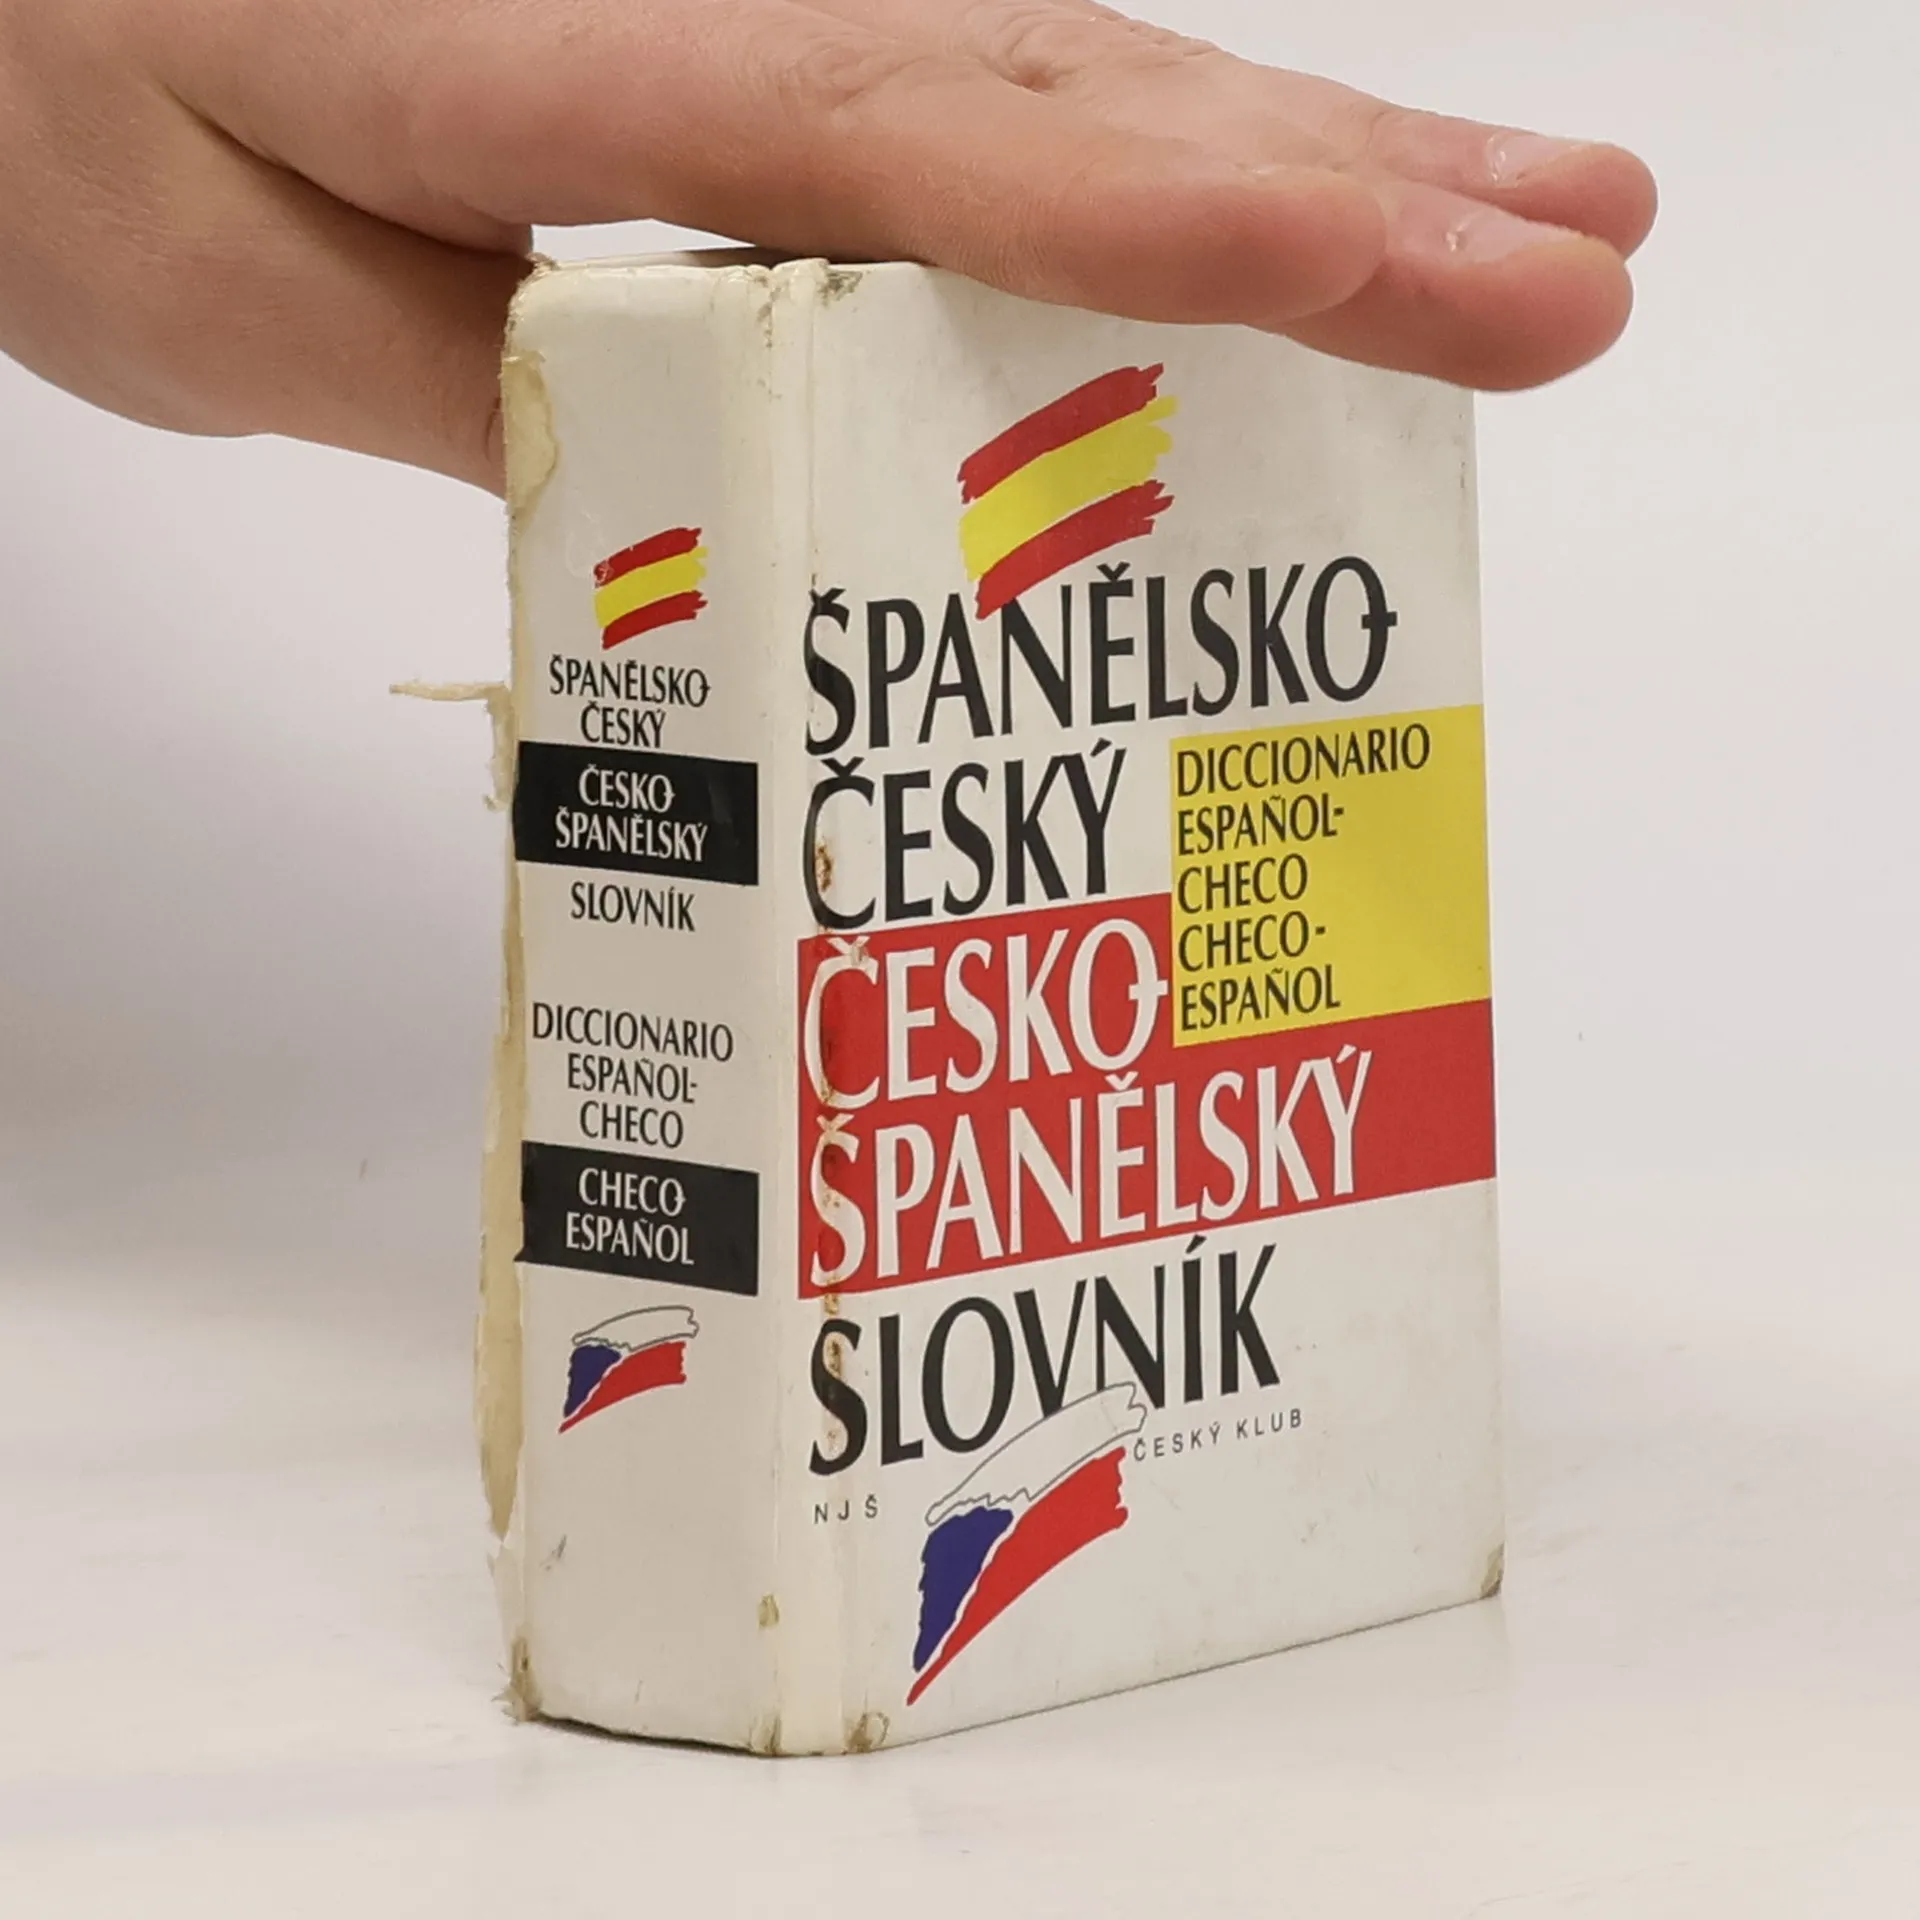 ŠPANĚLSKO-
ČESKÝ
ČESKO-
ŠPANĚLSKÝ
SLOVNÍK
DICCIONARIO
ESPAÑOL-
CHECO
CHECO-
ESPAÑOL
ŠPANĚLSKO-
ČESKÝ
DICCIONARIO
ESPAÑOL-
CHECO
CHECO-
ESPAÑOL
ČESKO-
ŠPANĚLSKÝ
SLOVNÍK
NJŠ
ČESKÝ KLUB